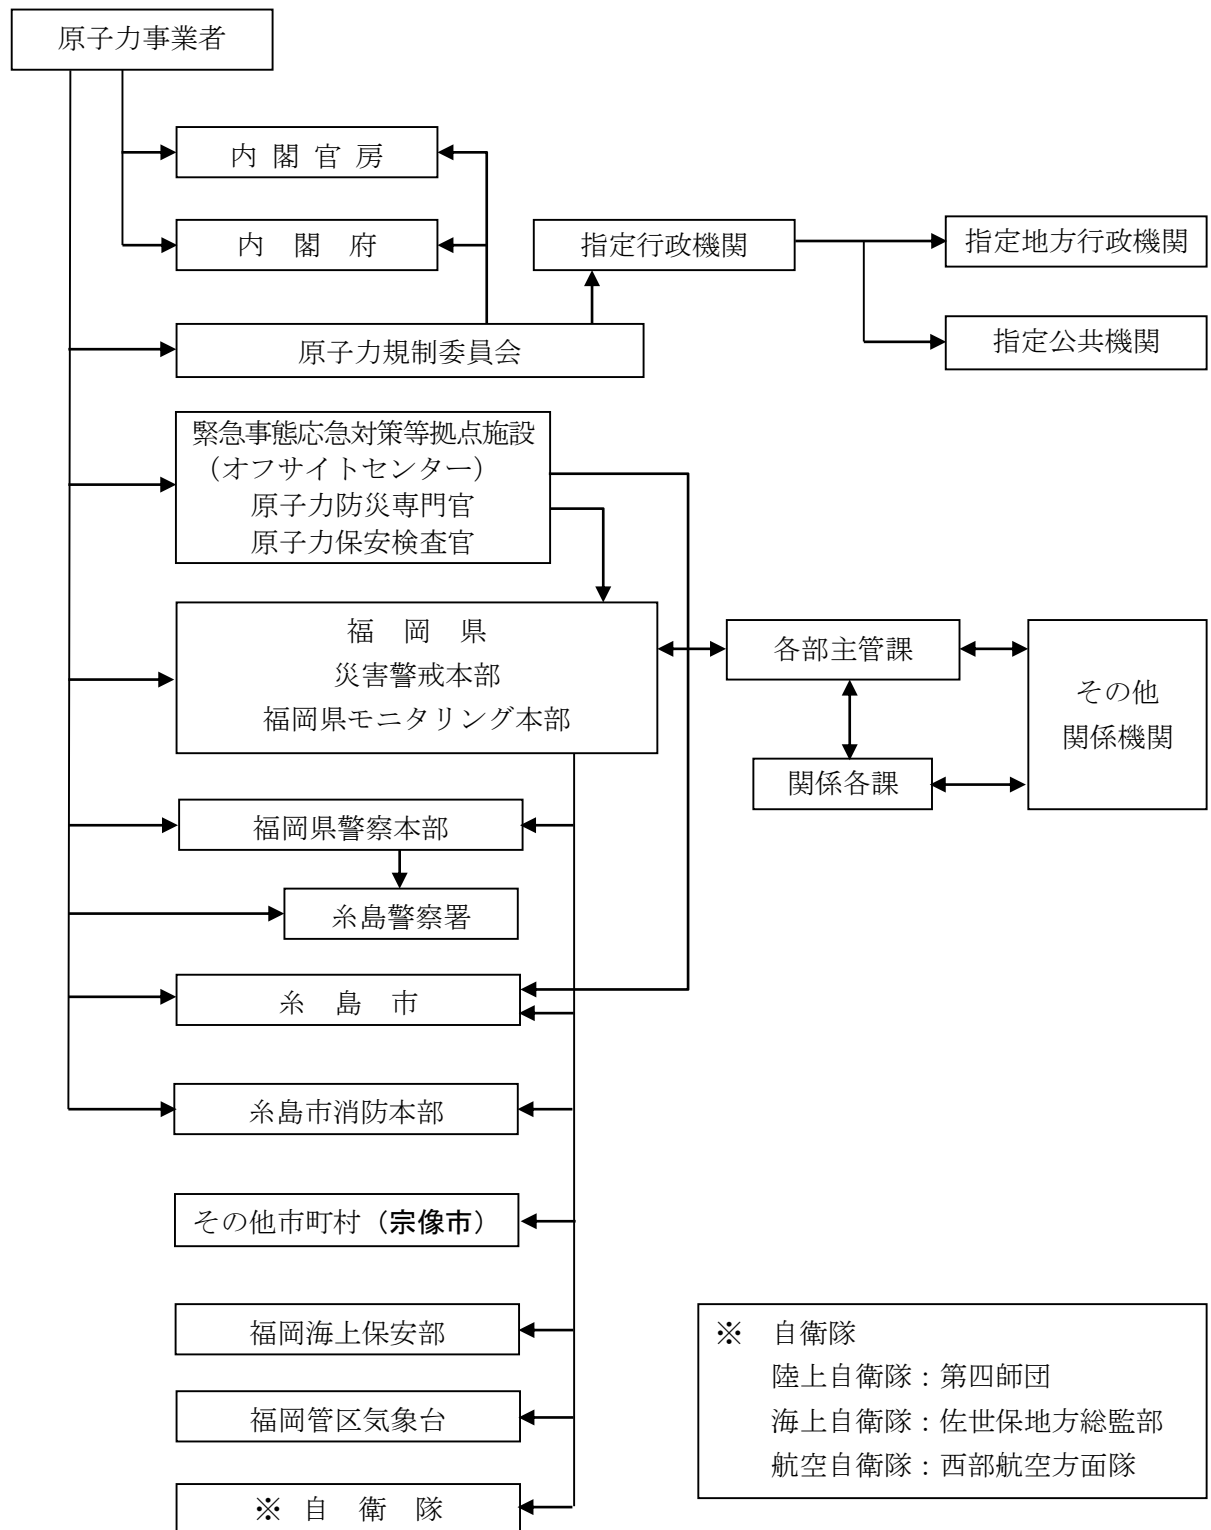 原子力事業者
内 閣 官 房
内 閣 府
指定行政機関
指定地方行政機関
原子力規制委員会
指定公共機関
緊急事態応急対策等拠点施設
（オフサイトセンター）
原子力防災専門官
原子力保安検査官
福 岡 県
災害警戒本部
福岡県モニタリング本部
各部主管課
その他
関係機関
関係各課
福岡県警察本部
糸島警察署
糸 島 市
糸島市消防本部
その他市町村（宗像市）
福岡海上保安部
福岡管区気象台
※ 自 衛 隊
※ 自衛隊
陸上自衛隊：第四師団
海上自衛隊：佐世保地方総監部
航空自衛隊：西部航空方面隊